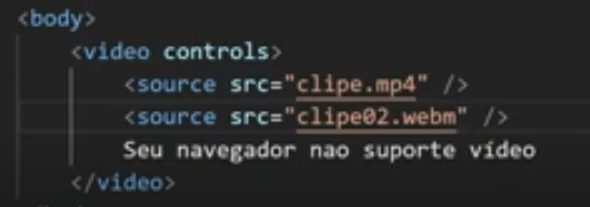 <body>
<video controls>
<source src="clipe.mp4" />
<source src="clipe02.webm" />
Seu navegador nao suporte vídeo
</video>